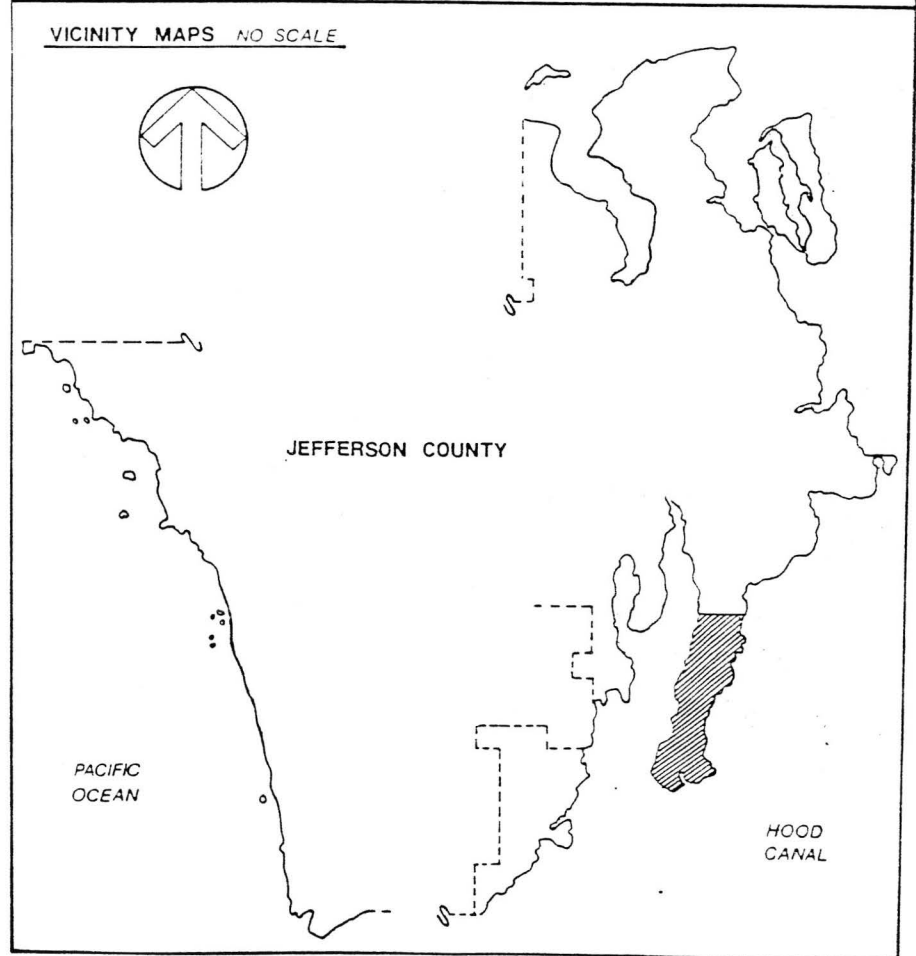 VICINITY MAPS NO SCALE
JEFFERSON COUNTY
PACIFIC
OCEAN
HOOD
CANAL